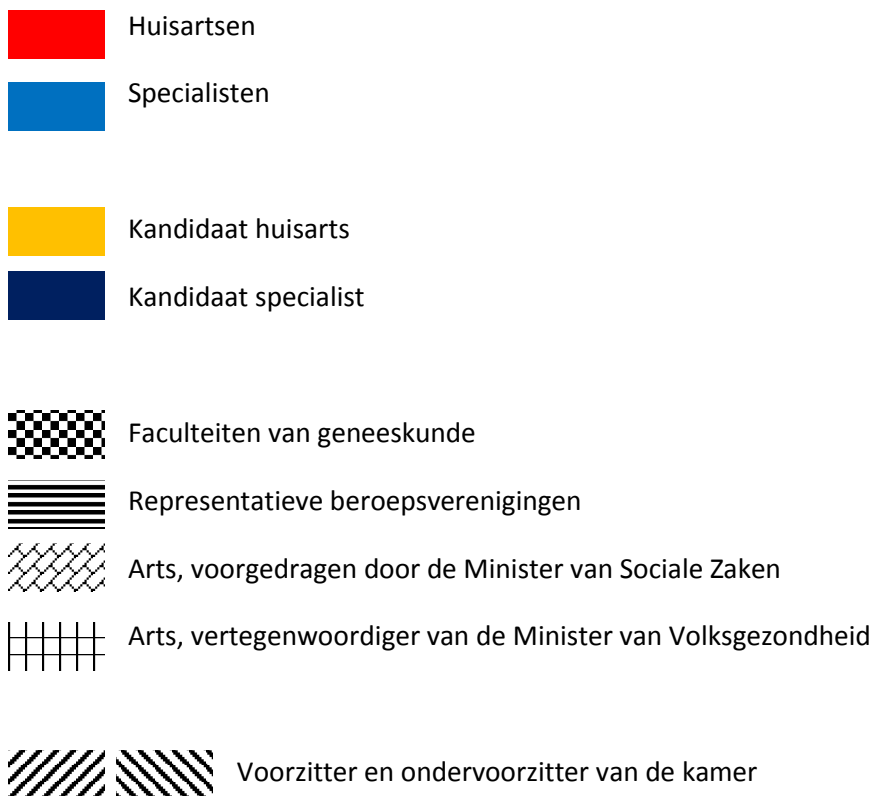 Huisartsen
Specialisten
Kandidaat huisarts
Kandidaat specialist
Faculteiten van geneeskunde
Representatieve beroepsverenigingen
Arts, voorgedragen door de Minister van Sociale Zaken
Arts, vertegenwoordiger van de Minister van Volksgezondheid
Voorzitter en ondervoorzitter van de kamer